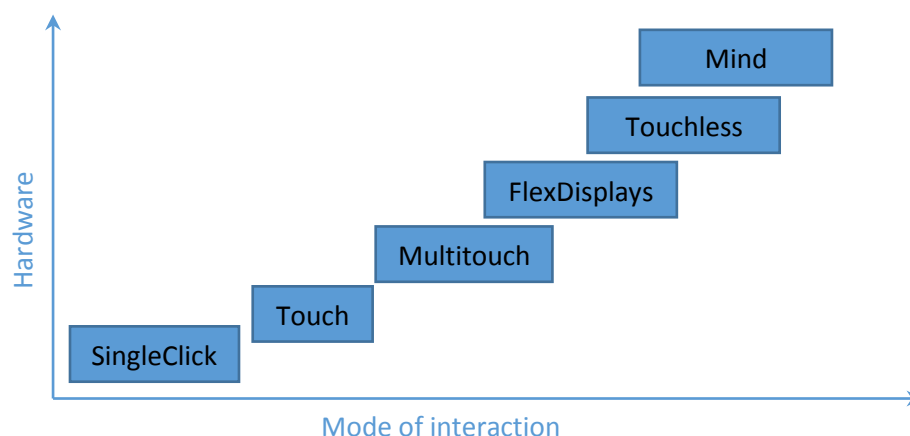 Mind
Touchless
FlexDisplays
Multitouch
Touch
SingleClick
Hardware
Mode of interaction